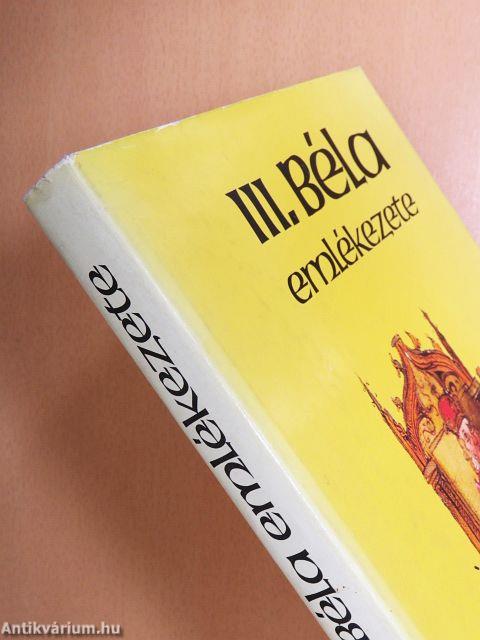 III. BéLa
emlékezete
Béla emlékezete
Antikvárium.hu